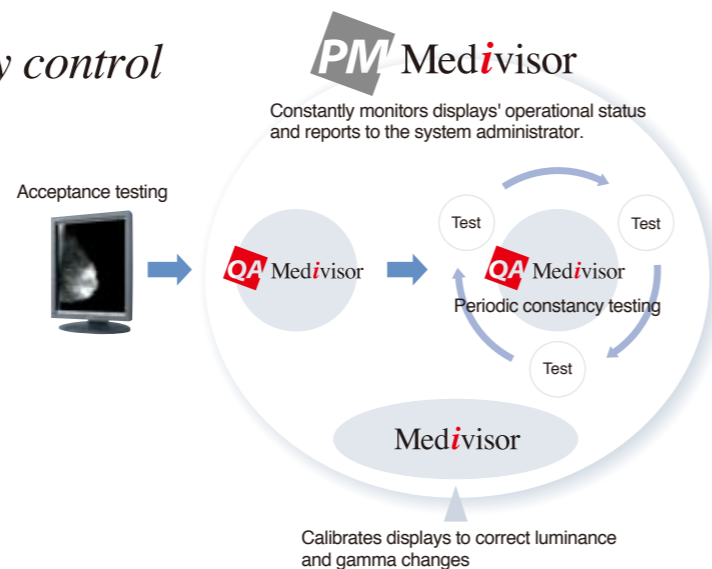 y control
PM Medivisor
Constantly monitors displays' operational status
and reports to the system administrator.
Acceptance testing
Test
Test
QA Medivisor
QA Medivisor
Periodic constancy testing
Test
Medivisor
Calibrates displays to correct luminance
and gamma changes